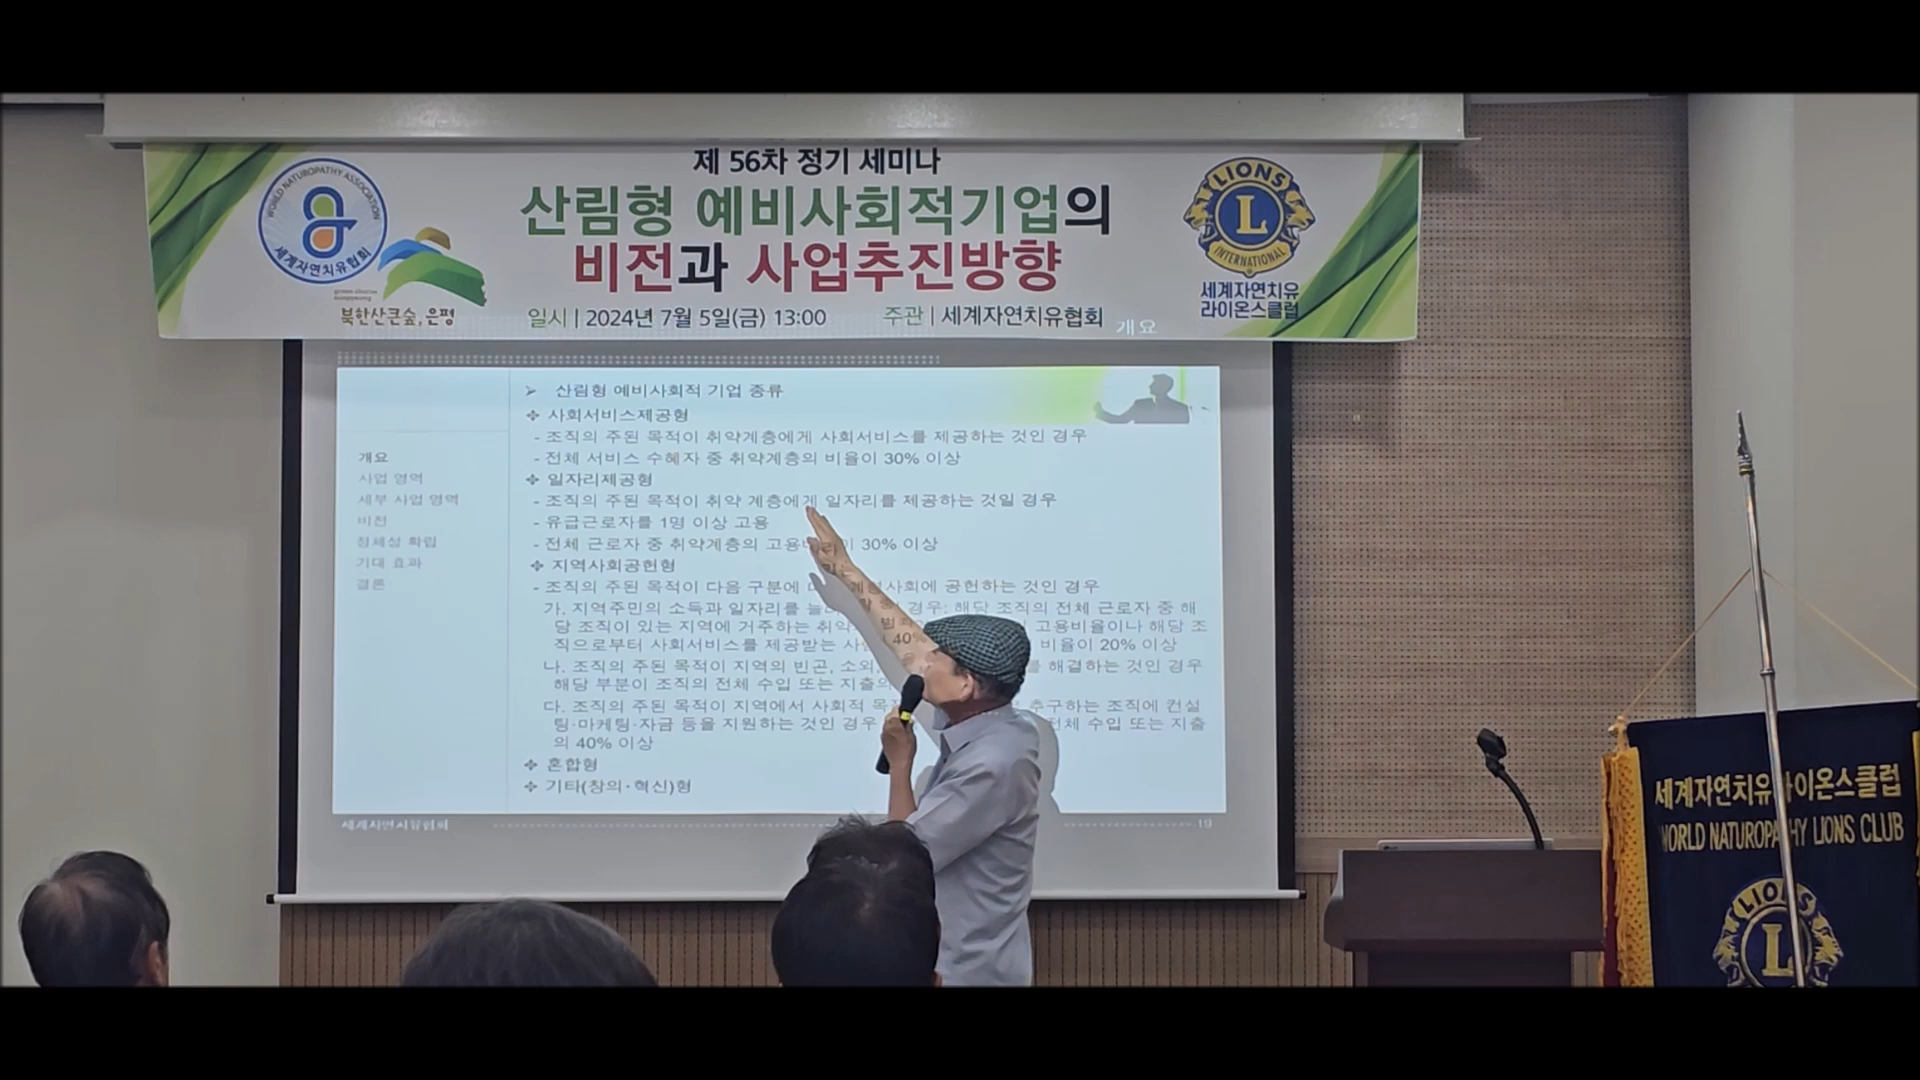 제 56차 정기 세미나
산림형 예비사회적기업의
비전과 사업추진방향
일시 | 2024년 7월 5일(금) 13:00
주관 | 세계자연치유협회
WORLD NATUROPATHY ASSOCIATION
세계자연치유협회
북한산큰숲, 은평
LIONS
L
INTERNATIONAL
세계자연치유
라이온스클럽
개요
개요
사업 영역
세부 사업 영역
비전
정체성 확립
기대 효과
결론
➢ 산림형 예비사회적 기업 종류
❖ 사회서비스제공형
- 조직의 주된 목적이 취약계층에게 사회서비스를 제공하는 것인 경우
- 전체 서비스 수혜자 중 취약계층의 비율이 30% 이상
❖ 일자리제공형
- 조직의 주된 목적이 취약 계층에게 일자리를 제공하는 것일 경우
- 유급근로자를 1명 이상 고용
- 전체 근로자 중 취약계층의 고용비율이 30% 이상
❖ 지역사회공헌형
- 조직의 주된 목적이 다음 구분에 공헌하는 것인 경우
가. 지역주민의 소득과 일자리를 경우: 해당 조직의 전체 근로자 중 해
당 조직이 있는 지역에 거주하는 고용비율이나 해당 조
직으로부터 사회서비스를 제공받는 비율이 20% 이상
나. 조직의 주된 목적이 지역의 빈곤, 소외, 해결하는 것인 경우
해당 부분이 조직의 전체 수입 또는 지출의 40%
다. 조직의 주된 목적이 지역에서 사회적 추구하는 조직에 컨설
팅·마케팅·자금 등을 지원하는 것인 경우 전체 수입 또는 지출
의 40% 이상
❖ 혼합형
❖ 기타(창의·혁신)형
세계자연치유협회
19
세계자연치유라이온스클럽
WORLD NATUROPATHY LIONS CLUB
LIONS
L